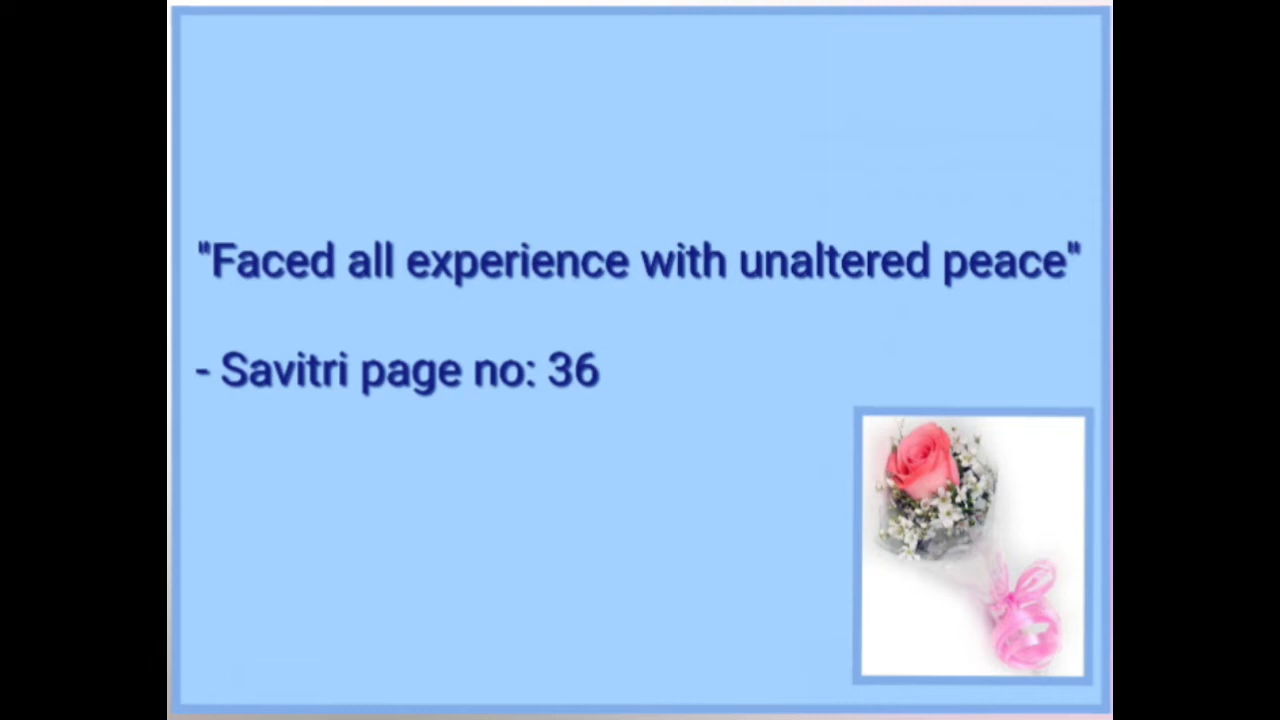 "Faced all experience with unaltered peace"
- Savitri page no: 36